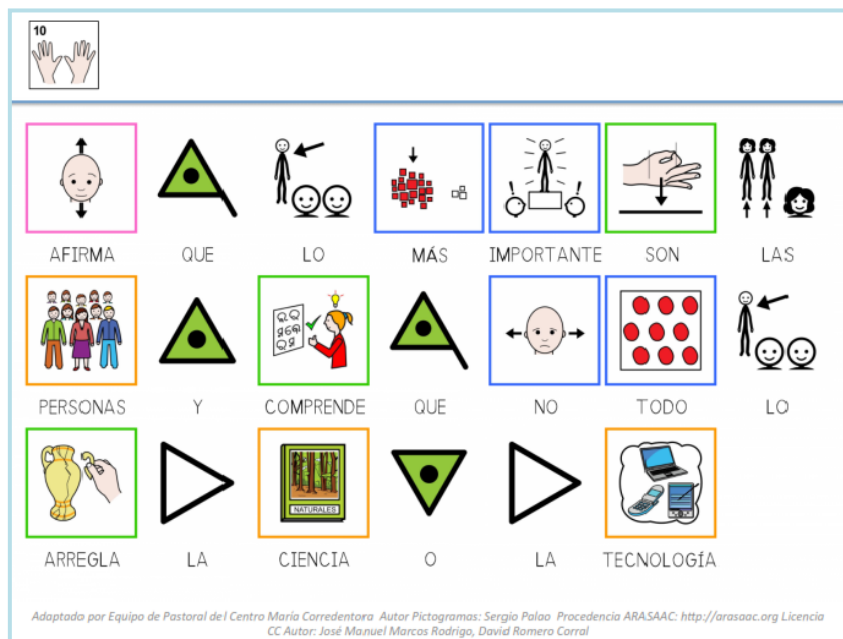 10
AFIRMA QUE LO MÁS IMPORTANTE SON LAS
PERSONAS Y COMPRENDE QUE NO TODO LO
NATURALES
ARREGLA LA CIENCIA O LA TECNOLOGÍA
Adaptado por Equipo de Pastoral del Centro María Corredentora Autor Pictogramas: Sergio Palao Procedencia ARASAAC: http://arasaac.org Licencia
CC Autor: José Manuel Marcos Rodrigo, David Romero Corral